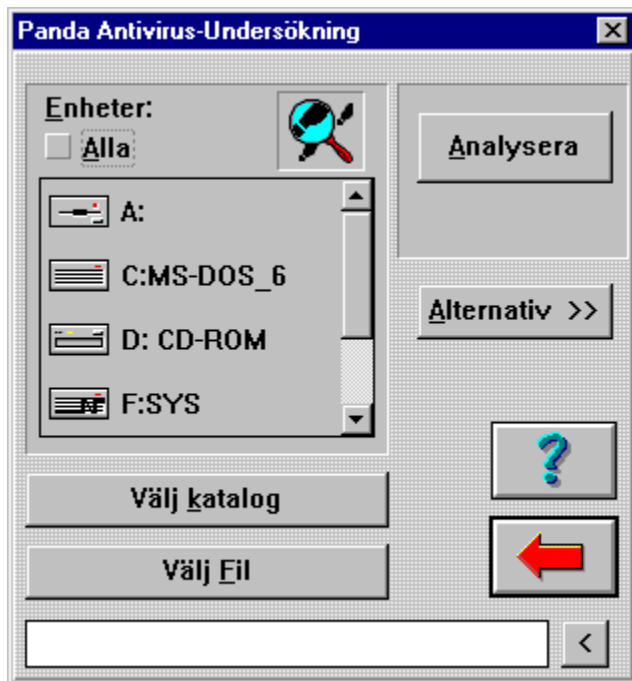 Panda Antivirus-Undersökning
Enheter:
Alla
A:
C:MS-DOS_6
D: CD-ROM
F:SYS
Analysera
Alternativ >>
Välj katalog
Välj Fil
?
<